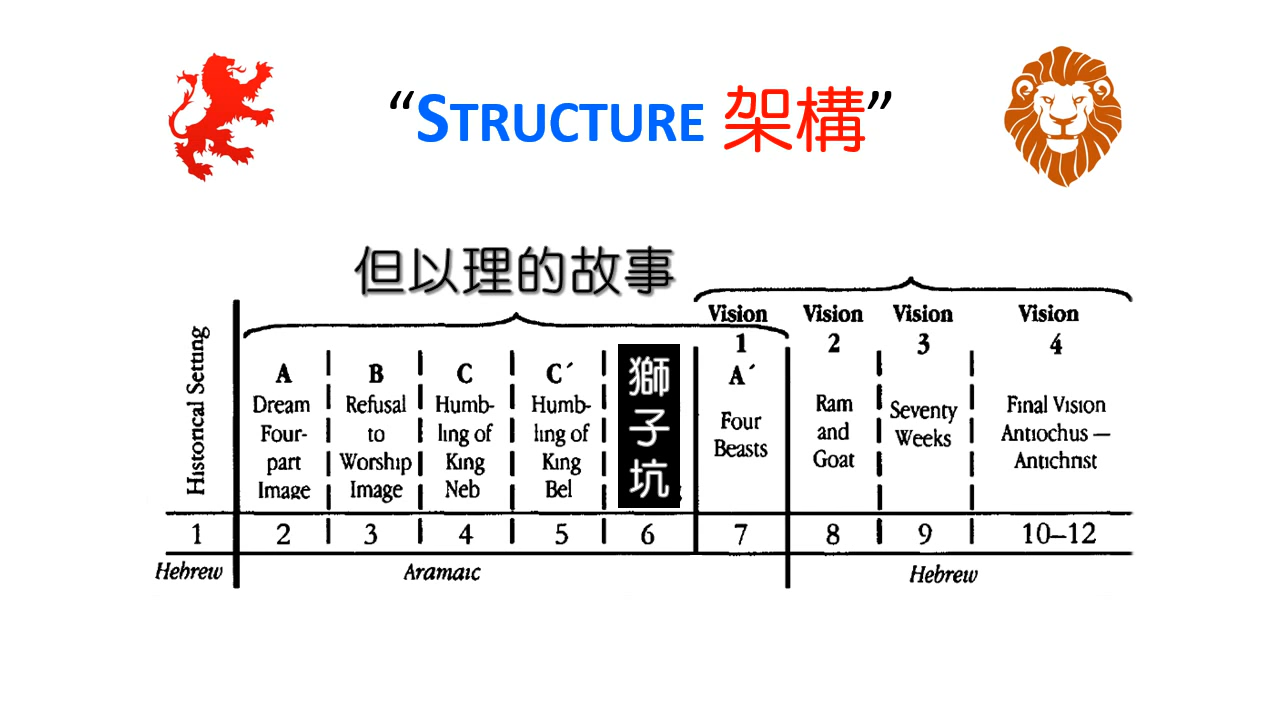 “STRUCTURE 架構”
但以理的故事
Historical Setting
A
Dream
Four-
part
Image
B
Refusal
to
Worship
Image
C
Humb-
ling of
King
Neb
C´
Humb-
ling of
King
Bel
獅
子
坑
Vision
1
A´
Four
Beasts
Vision
2
Ram
and
Goat
Vision
3
Seventy
Weeks
Vision
4
Final Vision
Antiochus —
Antichrist
1 2 3 4 5 6 7 8 9 10–12
Hebrew Aramaic Hebrew